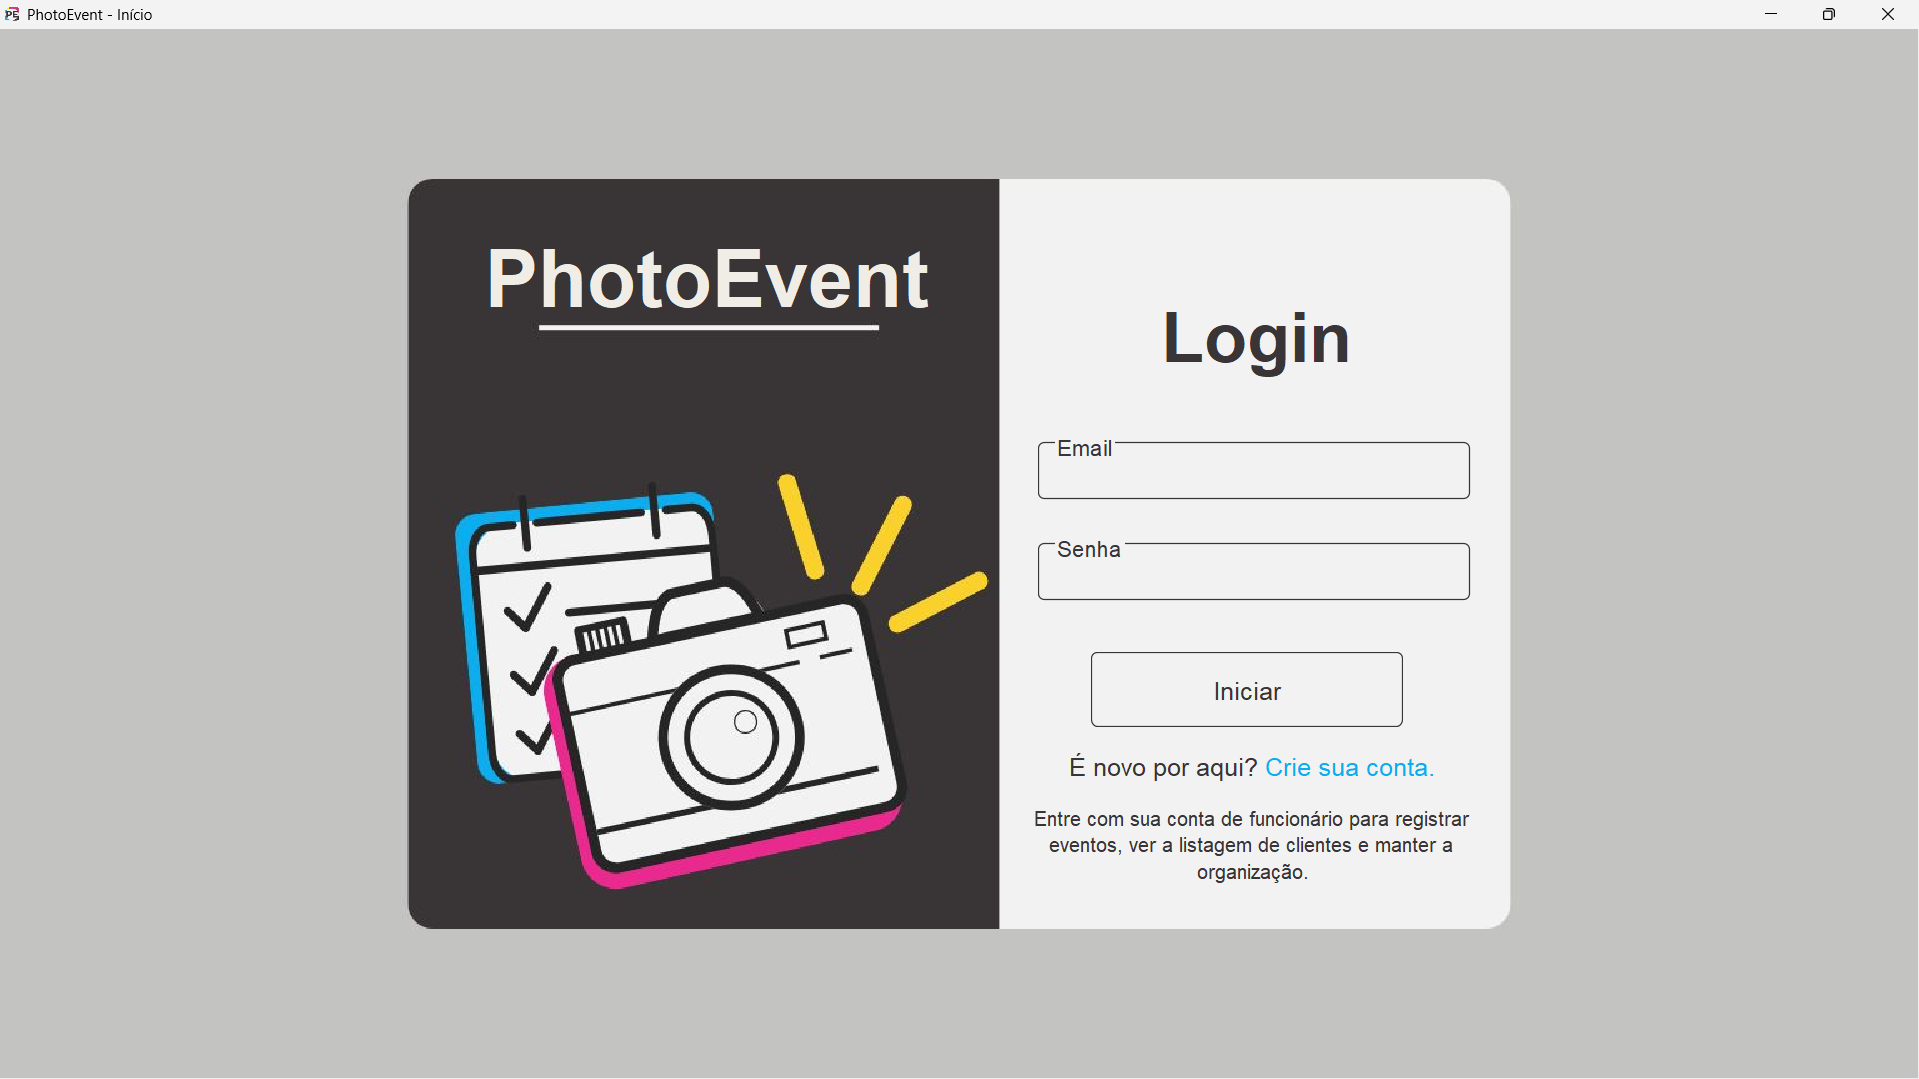 PhotoEvent - Início
PhotoEvent
Login
Email
Senha
Iniciar
É novo por aqui? Crie sua conta.
Entre com sua conta de funcionário para registrar
eventos, ver a listagem de clientes e manter a
organização.